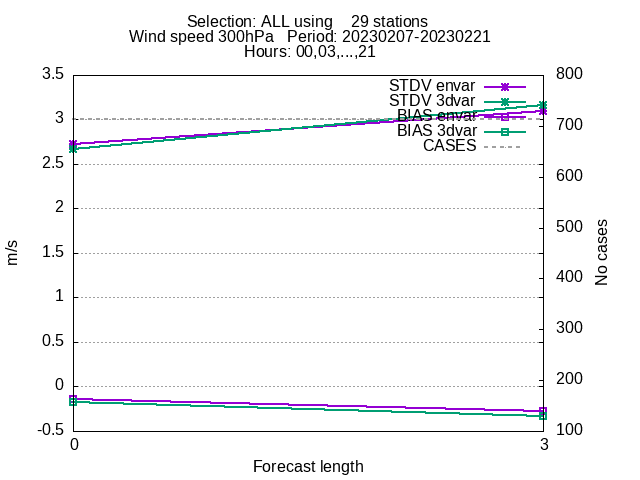 Selection: ALL using    29 stations
Wind speed 300hPa   Period: 20230207-20230221
Hours: 00,03,...,21
3.5
3
2.5
2
1.5
1
0.5
0
-0.5
m/s
STDV envar
STDV 3dvar
BIAS envar
BIAS 3dvar
CASES
800
700
600
500
400
300
200
100
No cases
0
3
Forecast length